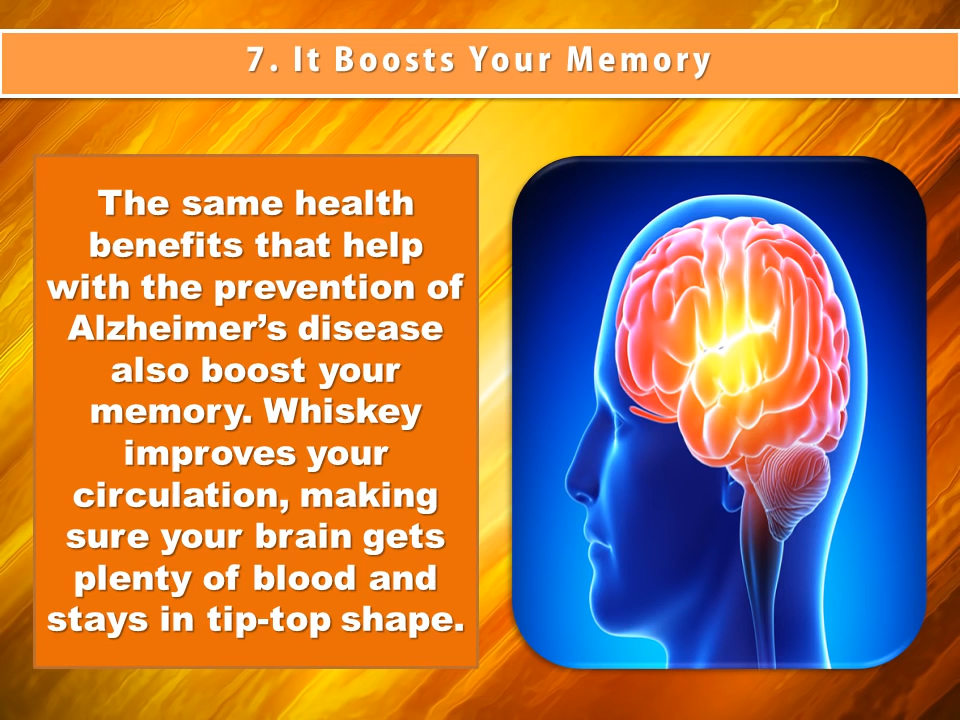 7. It Boosts Your Memory
The same health
benefits that help
with the prevention of
Alzheimer’s disease
also boost your
memory. Whiskey
improves your
circulation, making
sure your brain gets
plenty of blood and
stays in tip-top shape.